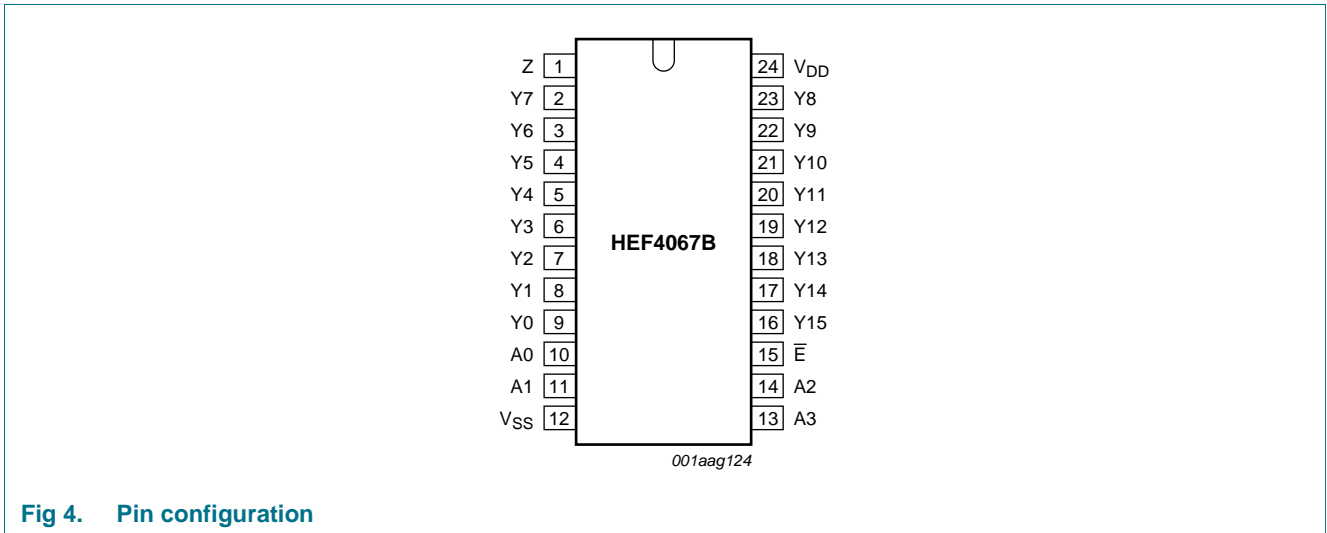 Z 1 24 VDD
Y7 2 23 Y8
Y6 3 22 Y9
Y5 4 21 Y10
Y4 5 20 Y11
Y3 6 19 Y12
HEF4067B
Y2 7 18 Y13
Y1 8 17 Y14
Y0 9 16 Y15
A0 10 15 E̅
A1 11 14 A2
VSS 12 13 A3
001aag124
Fig 4. Pin configuration